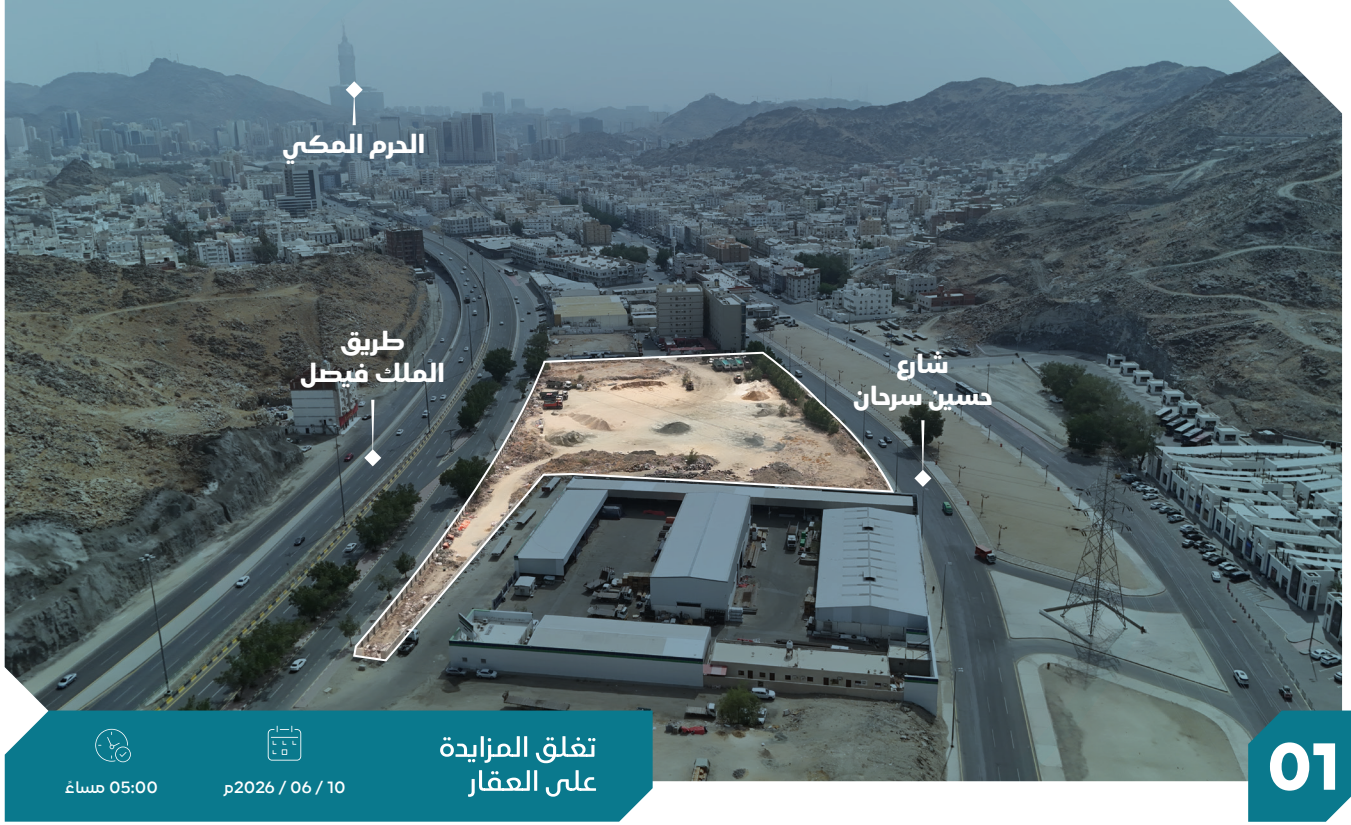 الحرم المكي
طريق
الملك فيصل
شارع
حسين سرحان
تغلق المزايدة
على العقار
10 / 06 / 2026م
05:00 مساءً
01